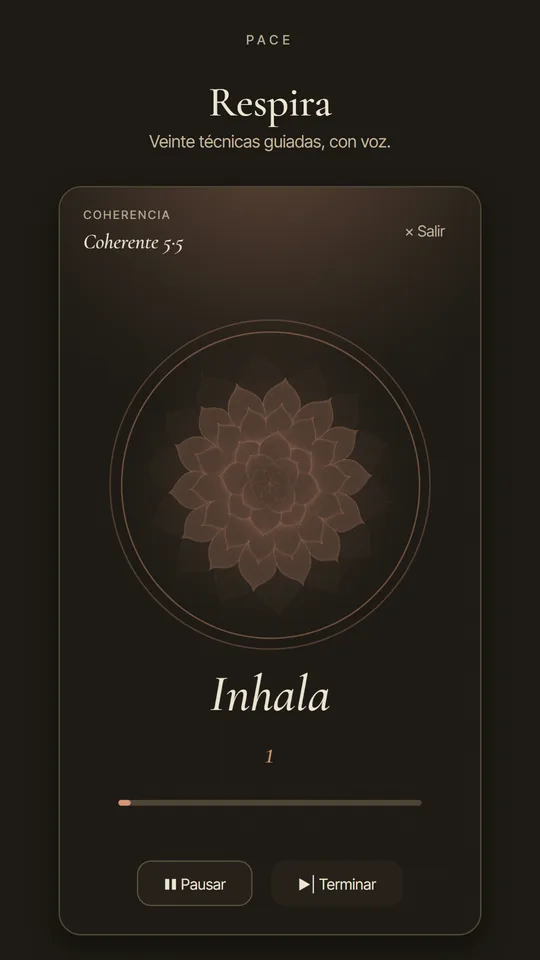 PACE
Respira
Veinte técnicas guiadas, con voz.
COHERENCIA
Coherente 5·5
× Salir
Inhala
1
Pausar
Terminar